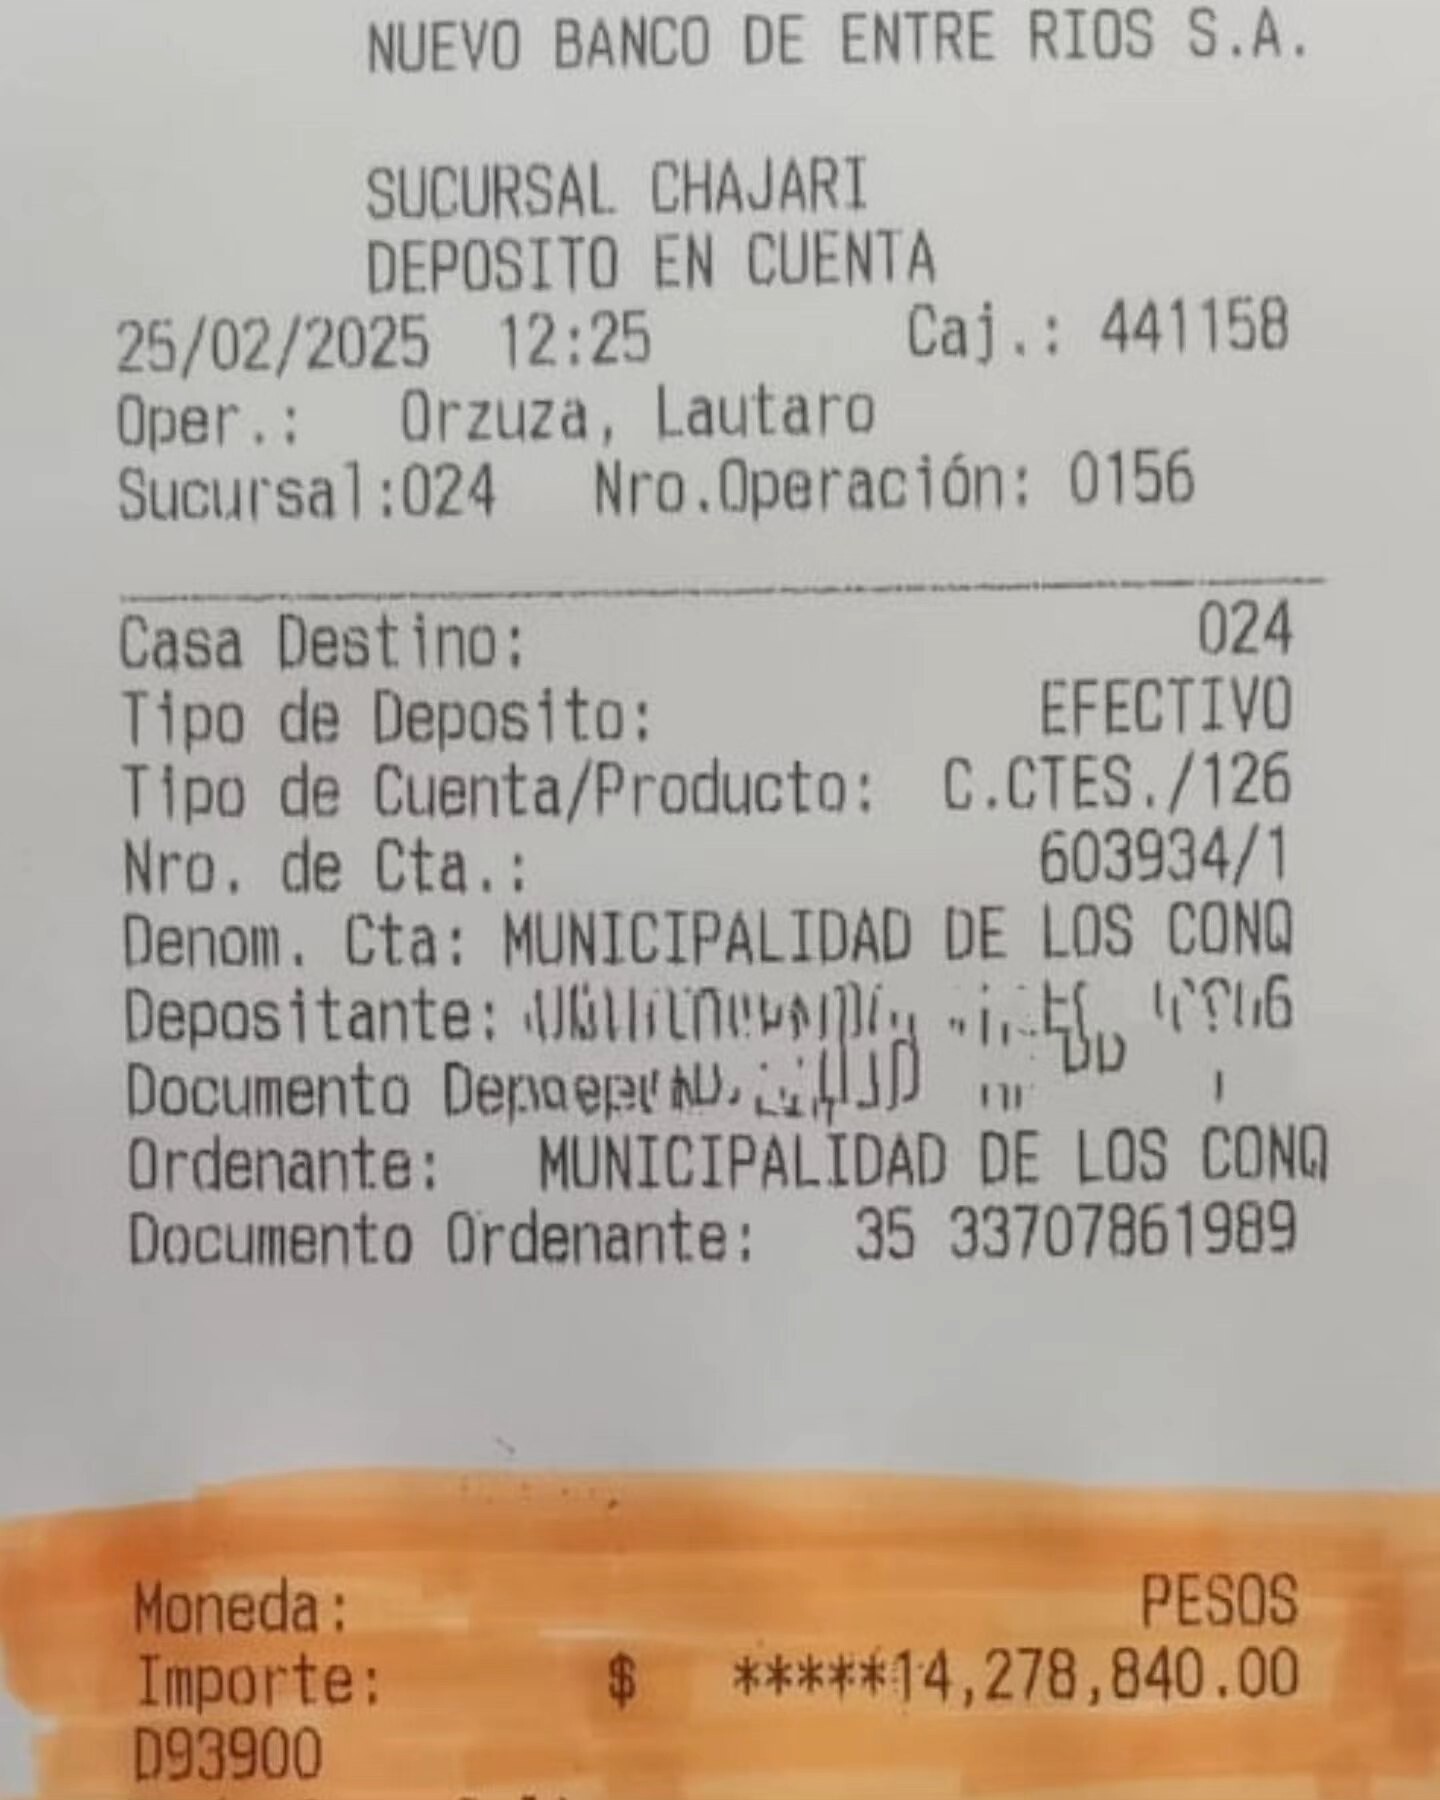 NUEVO BANCO DE ENTRE RIOS S.A.
SUCURSAL CHAJARI
DEPOSITO EN CUENTA
25/02/2025 12:25 Caj.: 441158
Oper.: Orzuza, Lautaro
Sucursal:024 Nro.Operación: 0156
Casa Destino: 024
Tipo de Deposito: EFECTIVO
Tipo de Cuenta/Producto: C.CTES./126
Nro. de Cta.: 603934/1
Denom. Cta: MUNICIPALIDAD DE LOS CONQ
Depositante:
Documento
Ordenante: MUNICIPALIDAD DE LOS CONQ
Documento Ordenante: 35 33707861989
Moneda: PESOS
Importe: $ *****14,278,840.00
D93900